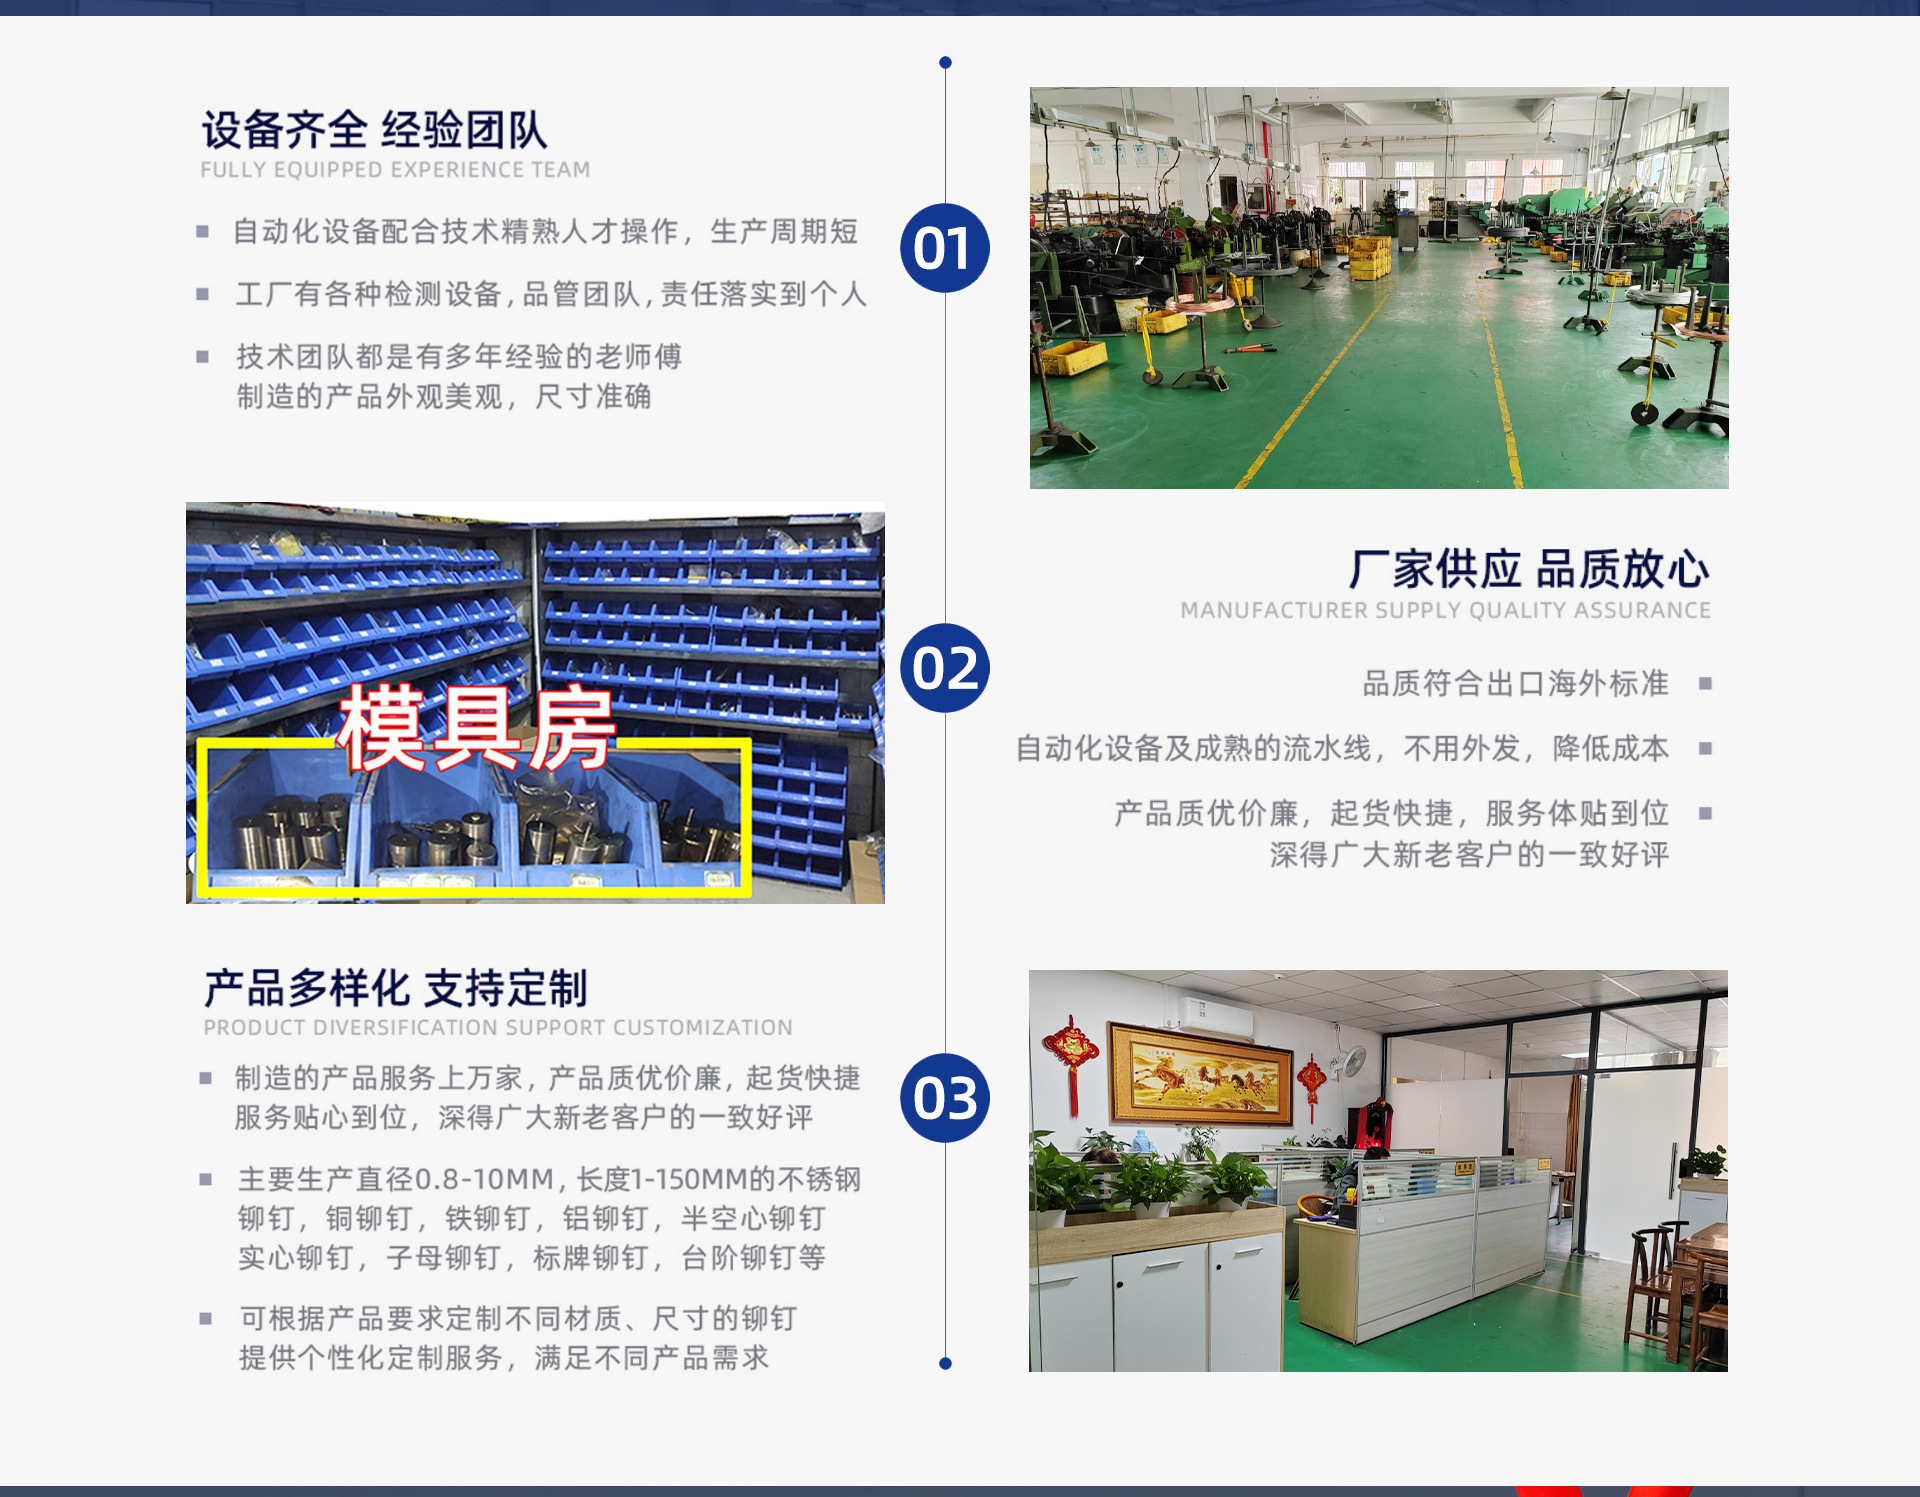 设备齐全 经验团队
FULLY EQUIPPED EXPERIENCE TEAM
自动化设备配合技术精熟人才操作，生产周期短
工厂有各种检测设备，品管团队，责任落实到个人
技术团队都是有多年经验的老师傅
制造的产品外观美观，尺寸准确
01
模具房
02
厂家供应 品质放心
MANUFACTURER SUPPLY QUALITY ASSURANCE
品质符合出口海外标准
自动化设备及成熟的流水线，不用外发，降低成本
产品质优价廉，起货快捷，服务体贴到位
深得广大新老客户的一致好评
产品多样化 支持定制
PRODUCT DIVERSIFICATION SUPPORT CUSTOMIZATION
制造的产品服务上万家，产品质优价廉，起货快捷
服务贴心到位，深得广大新老客户的一致好评
主要生产直径0.8-10MM，长度1-150MM的不锈钢
铆钉，铜铆钉，铁铆钉，铝铆钉，半空心铆钉
实心铆钉，子母铆钉，标牌铆钉，台阶铆钉等
可根据产品要求定制不同材质、尺寸的铆钉
提供个性化定制服务，满足不同产品需求
03